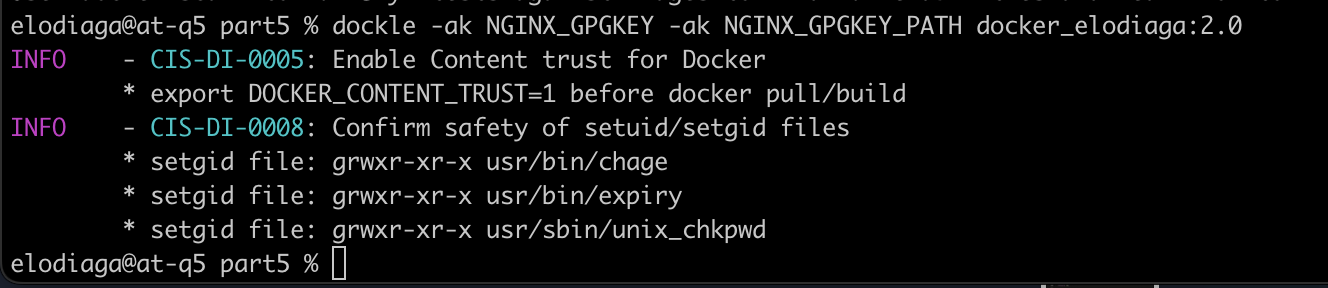 elodiaga@at-q5 part5 % dockle -ak NGINX_GPGKEY -ak NGINX_GPGKEY_PATH docker_elodiaga:2.0
INFO - CIS-DI-0005: Enable Content trust for Docker
* export DOCKER_CONTENT_TRUST=1 before docker pull/build
INFO - CIS-DI-0008: Confirm safety of setuid/setgid files
* setgid file: grwxr-xr-x usr/bin/chage
* setgid file: grwxr-xr-x usr/bin/expiry
* setgid file: grwxr-xr-x usr/sbin/unix_chkpwd
elodiaga@at-q5 part5 %